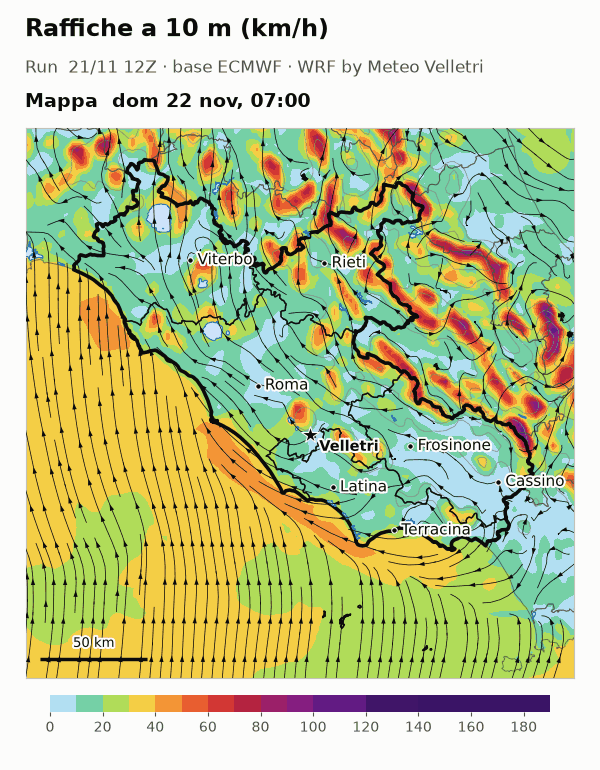 Raffiche a 10 m (km/h)
Run  21/11 12Z · base ECMWF · WRF by Meteo Velletri
Mappa  dom 22 nov, 07:00
Viterbo
Rieti
Roma
Velletri
Frosinone
Latina
Cassino
Terracina
50 km
0 20 40 60 80 100 120 140 160 180